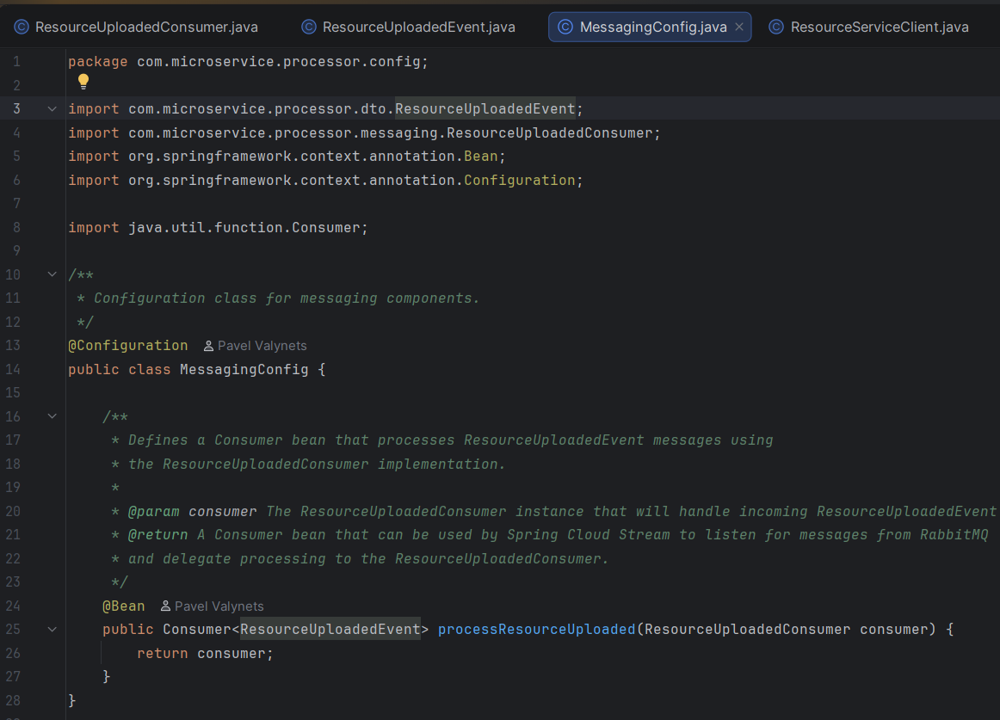 ResourceUploadedConsumer.java ResourceUploadedEvent.java MessagingConfig.java ResourceServiceClient.java
1 package com.microservice.processor.config;
2
3 import com.microservice.processor.dto.ResourceUploadedEvent;
4 import com.microservice.processor.messaging.ResourceUploadedConsumer;
5 import org.springframework.context.annotation.Bean;
6 import org.springframework.context.annotation.Configuration;
7
8 import java.util.function.Consumer;
9
10 /**
11  * Configuration class for messaging components.
12  */
13 @Configuration Pavel Valynets
14 public class MessagingConfig {
15
16     /**
17      * Defines a Consumer bean that processes ResourceUploadedEvent messages using
18      * the ResourceUploadedConsumer implementation.
19      *
20      * @param consumer The ResourceUploadedConsumer instance that will handle incoming ResourceUploadedEvent
21      * @return A Consumer bean that can be used by Spring Cloud Stream to listen for messages from RabbitMQ
22      * and delegate processing to the ResourceUploadedConsumer.
23      */
24     @Bean Pavel Valynets
25     public Consumer<ResourceUploadedEvent> processResourceUploaded(ResourceUploadedConsumer consumer) {
26         return consumer;
27     }
28 }